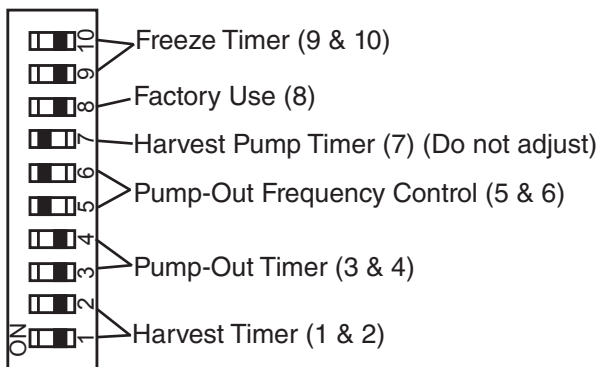 10
Freeze Timer (9 & 10)
9
8
Factory Use (8)
7
Harvest Pump Timer (7) (Do not adjust)
6
Pump-Out Frequency Control (5 & 6)
5
4
Pump-Out Timer (3 & 4)
3
2
Harvest Timer (1 & 2)
1
ON